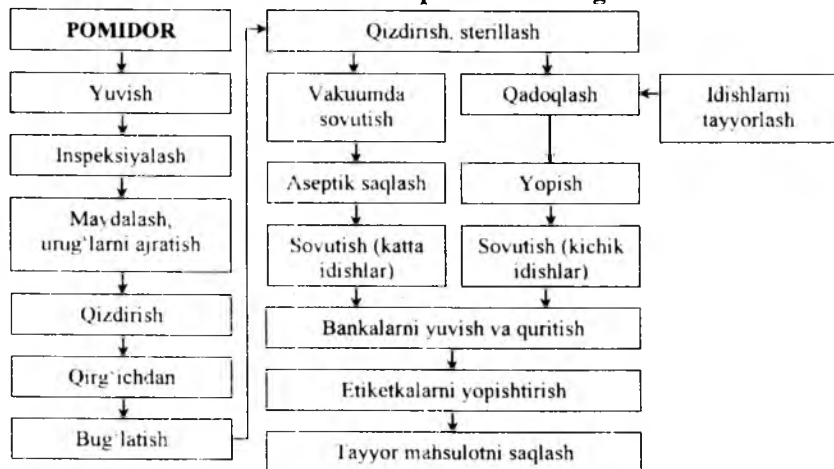 POMIDOR
Yuvish
Inspeksiyalash
Maydalash,
urug`larni ajratish
Qizdirish
Qirg`ichdan
Bug`latish
Qizdirish, sterillash
Vakuumda
sovutish
Aseptik saqlash
Sovutish (katta
idishlar)
Qadoqlash
Yopish
Sovutish (kichik
idishlar)
Idishlarni
tayyorlash
Bankalarni yuvish va quritish
Etiketkalarni yopishtirish
Tayyor mahsulotni saqlash